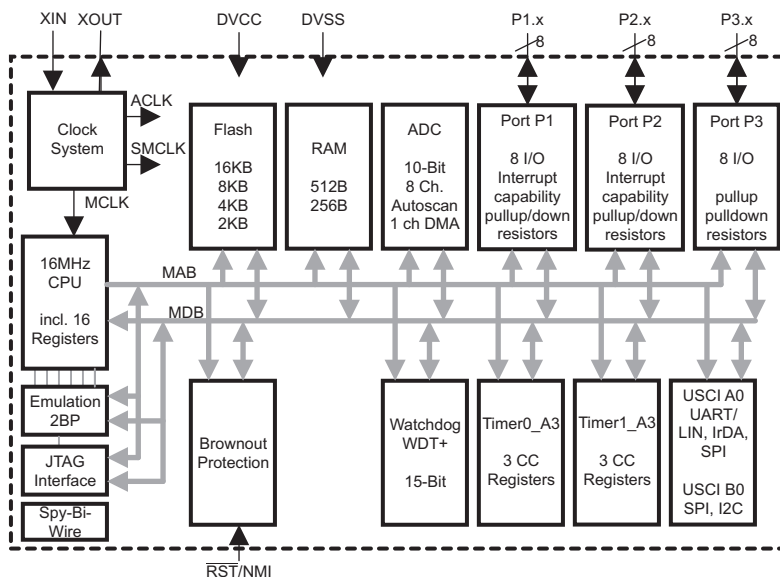 XIN XOUT DVCC DVSS P1.x P2.x P3.x
8 8 8
ACLK
SMCLK
MCLK
Clock
System
Flash
16KB
8KB
4KB
2KB
RAM
512B
256B
ADC
10-Bit
8 Ch.
Autoscan
1 ch DMA
Port P1
8 I/O
Interrupt
capability
pullup/down
resistors
Port P2
8 I/O
Interrupt
capability
pullup/down
resistors
Port P3
8 I/O
pullup
pulldown
resistors
16MHz
CPU
incl. 16
Registers
MAB
MDB
Emulation
2BP
JTAG
Interface
Spy-Bi-
Wire
Brownout
Protection
Watchdog
WDT+
15-Bit
Timer0_A3
3 CC
Registers
Timer1_A3
3 CC
Registers
USCI A0
UART/
LIN, IrDA,
SPI
USCI B0
SPI, I2C
RST/NMI